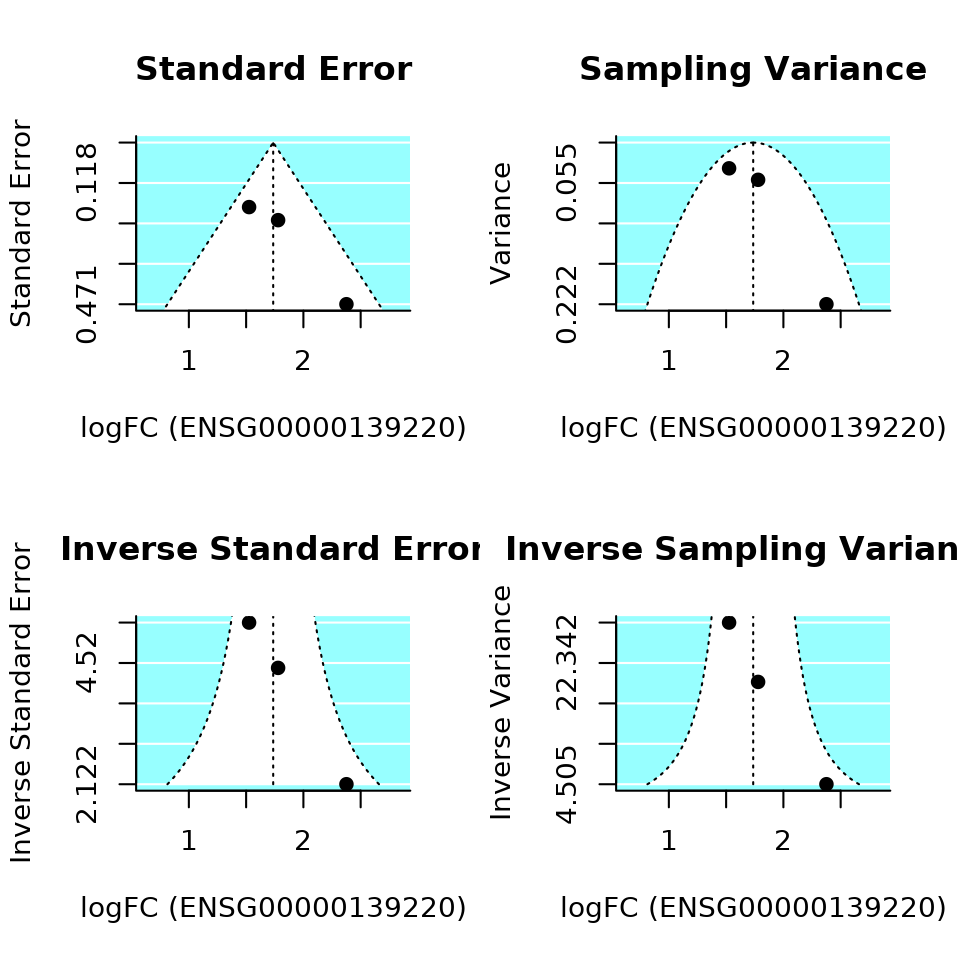 Standard Error
Standard Error
0.118
0.471
1
2
logFC (ENSG00000139220)
Sampling Variance
Variance
0.055
0.222
1
2
logFC (ENSG00000139220)
Inverse Standard Error
Inverse Standard Error
4.52
2.122
1
2
logFC (ENSG00000139220)
Inverse Sampling Varian
Inverse Variance
22.342
4.505
1
2
logFC (ENSG00000139220)